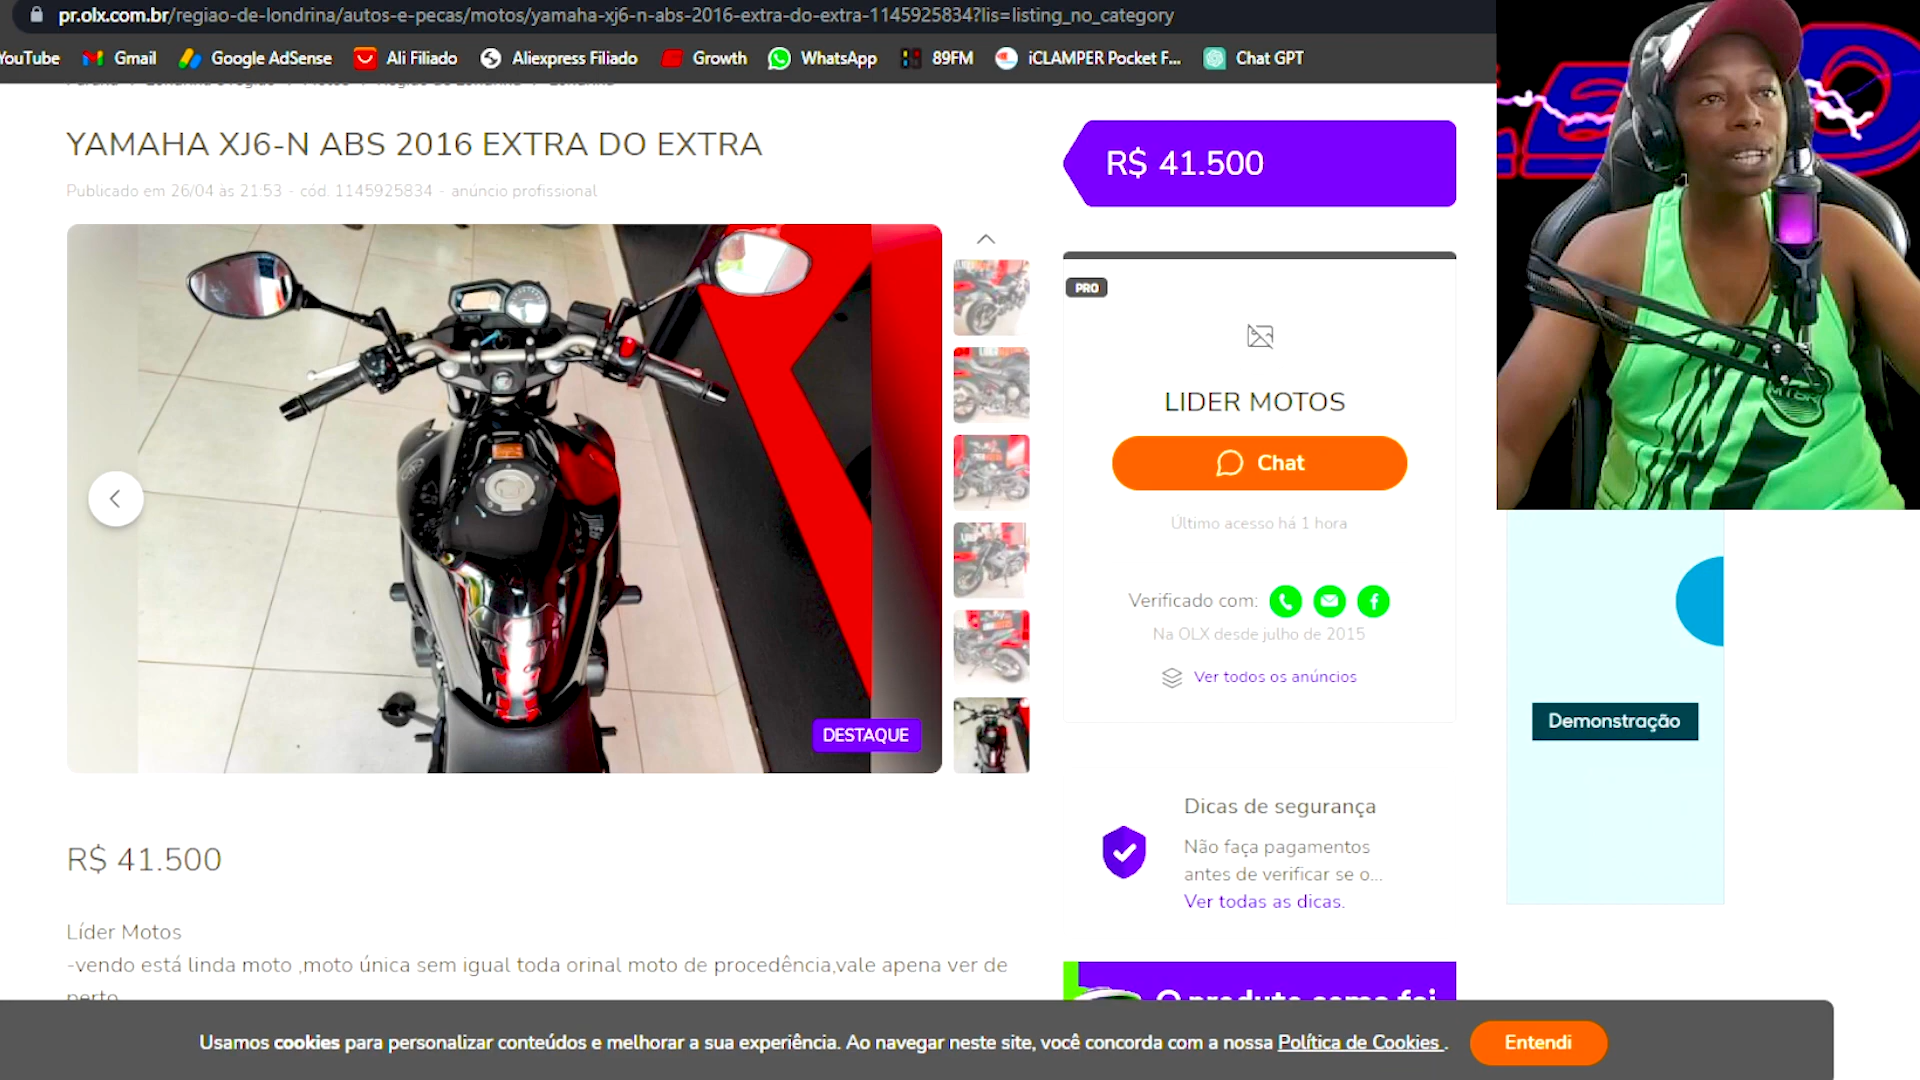 pr.olx.com.br/regiao-de-londrina/autos-e-pecas/motos/yamaha-xj6-n-abs-2016-extra-do-extra-1145925834?lis=listing_no_category
YouTube Gmail Google AdSense Ali Filiado Aliexpress Filiado Growth WhatsApp 89FM iCLAMPER Pocket F... Chat GPT
YAMAHA XJ6-N ABS 2016 EXTRA DO EXTRA
Publicado em 26/04 às 21:53 - cód. 1145925834 - anúncio profissional
R$ 41.500
PRO
LIDER MOTOS
Chat
Último acesso há 1 hora
Verificado com:
Na OLX desde julho de 2015
Ver todos os anúncios
DESTAQUE
Demonstração
Dicas de segurança
Não faça pagamentos
antes de verificar se o...
Ver todas as dicas.
R$ 41.500
Líder Motos
-vendo está linda moto ,moto única sem igual toda orinal moto de procedência,vale apena ver de
perto
O produto como foi
Usamos cookies para personalizar conteúdos e melhorar a sua experiência. Ao navegar neste site, você concorda com a nossa Política de Cookies .
Entendi